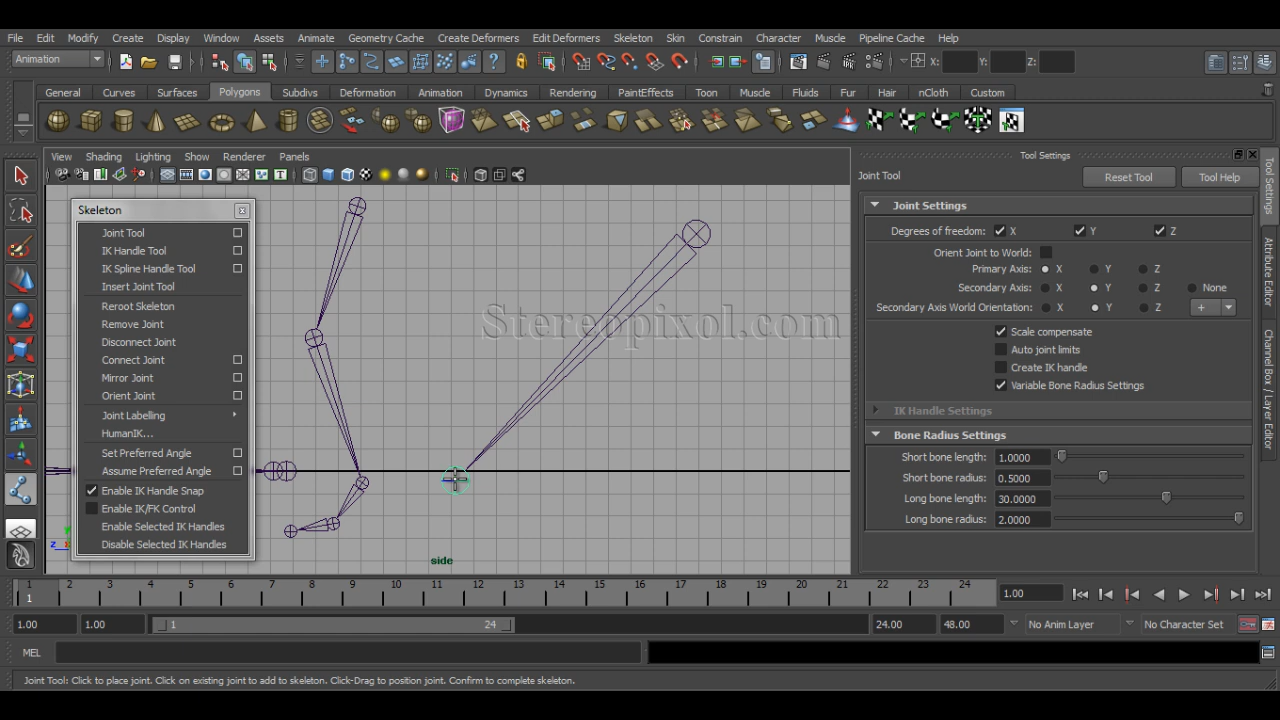 File Edit Modify Create Display Window Assets Animate Geometry Cache Create Deformers Edit Deformers Skeleton Skin Constrain Character Muscle Pipeline Cache Help
Animation X: Y: Z:
General Curves Surfaces Polygons Subdivs Deformation Animation Dynamics Rendering PaintEffects Toon Muscle Fluids Fur Hair nCloth Custom
View Shading Lighting Show Renderer Panels
Tool Settings
Joint Tool Reset Tool Tool Help
Skeleton
Joint Tool
IK Handle Tool
IK Spline Handle Tool
Insert Joint Tool
Reroot Skeleton
Remove Joint
Disconnect Joint
Connect Joint
Mirror Joint
Orient Joint
Joint Labelling
HumanIK...
Set Preferred Angle
Assume Preferred Angle
Enable IK Handle Snap
Enable IK/FK Control
Enable Selected IK Handles
Disable Selected IK Handles
Stereopixol.com
z x y
side
Joint Settings
Degrees of freedom: X Y Z
Orient Joint to World:
Primary Axis: X Y Z
Secondary Axis: X Y Z None
Secondary Axis World Orientation: X Y Z +
Scale compensate
Auto joint limits
Create IK handle
Variable Bone Radius Settings
IK Handle Settings
Bone Radius Settings
Short bone length: 1.0000
Short bone radius: 0.5000
Long bone length: 30.0000
Long bone radius: 2.0000
Tool Settings
Attribute Editor
Channel Box / Layer Editor
1 2 3 4 5 6 7 8 9 10 11 12 13 14 15 16 17 18 19 20 21 22 23 24
1 1.00
1.00 1.00 1 24 24.00 48.00 No Anim Layer No Character Set
MEL
Joint Tool: Click to place joint. Click on existing joint to add to skeleton. Click-Drag to position joint. Confirm to complete skeleton.